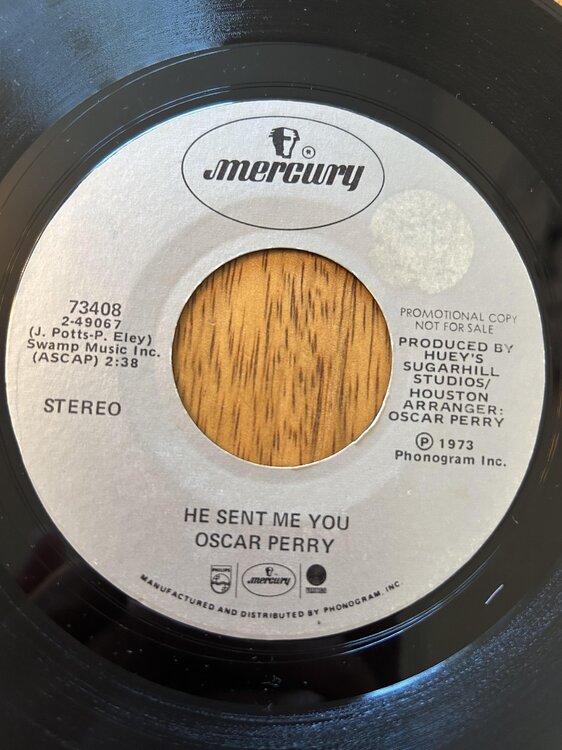 mercury
®
73408
2-49067
(J. Potts-P. Eley)
Swamp Music Inc.
(ASCAP) 2:38
STEREO
PROMOTIONAL COPY
NOT FOR SALE
PRODUCED BY
HUEY'S
SUGARHILL
STUDIOS/
HOUSTON
ARRANGER:
OSCAR PERRY
Ⓟ 1973
Phonogram Inc.
HE SENT ME YOU
OSCAR PERRY
PHILIPS
mercury
MANUFACTURED AND DISTRIBUTED BY PHONOGRAM, INC.